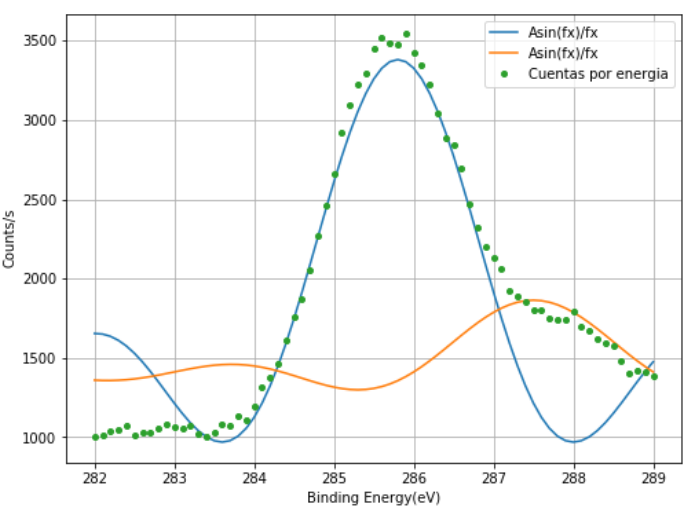 Asin(fx)/fx
Asin(fx)/fx
Cuentas por energia
3500
3000
2500
2000
1500
1000
Counts/s
282 283 284 285 286 287 288 289
Binding Energy(eV)